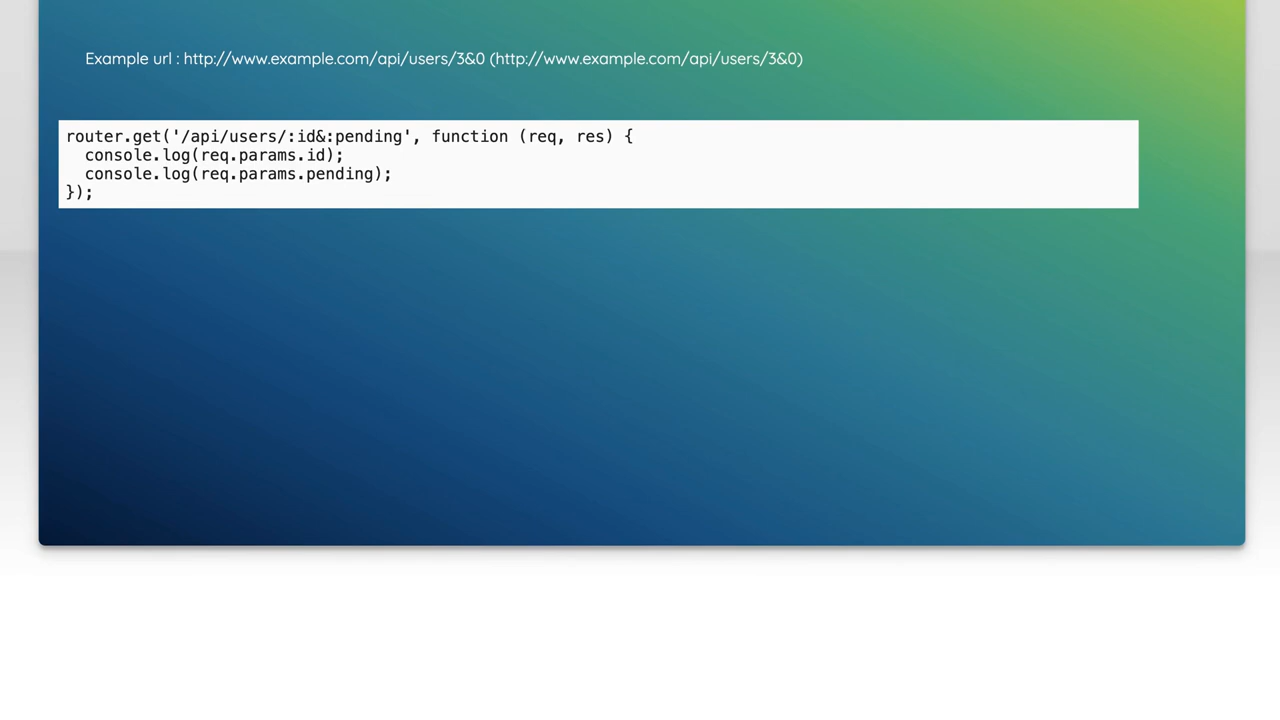 Example url : http://www.example.com/api/users/3&0 (http://www.example.com/api/users/3&0)
router.get('/api/users/:id&:pending', function (req, res) {
  console.log(req.params.id);
  console.log(req.params.pending);
});